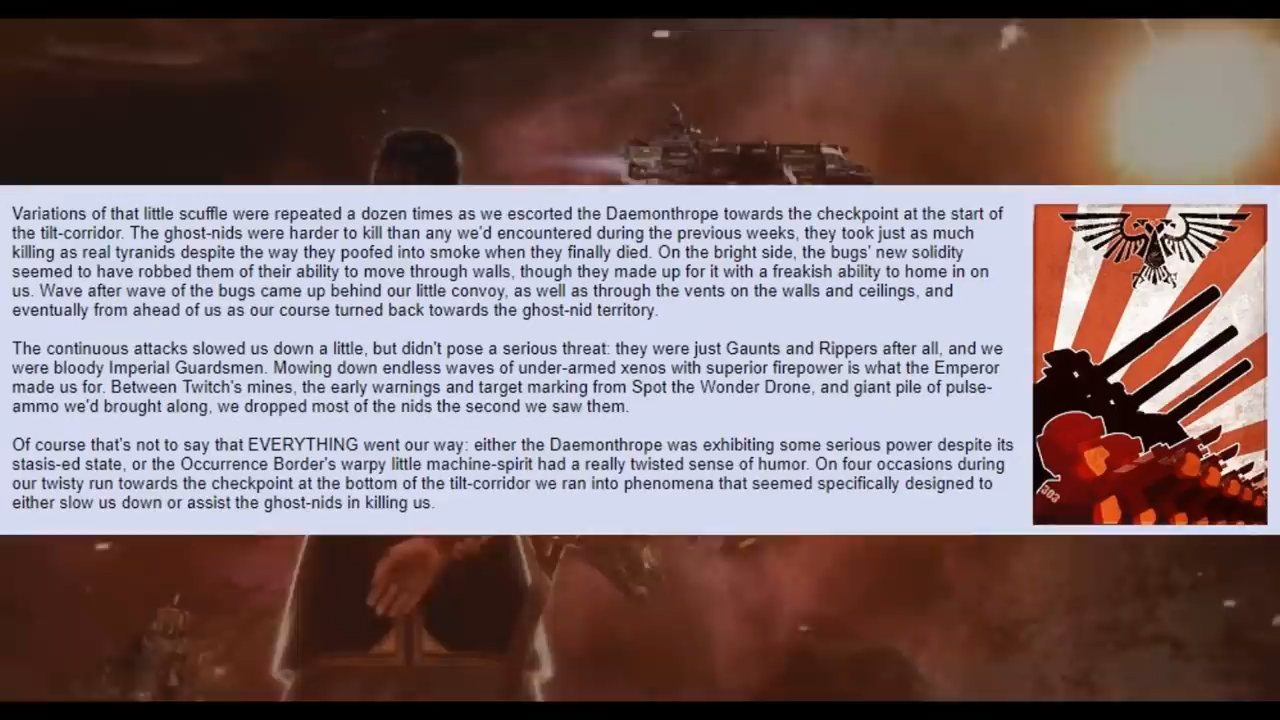 Variations of that little scuffle were repeated a dozen times as we escorted the Daemonthrope towards the checkpoint at the start of
the tilt-corridor. The ghost-nids were harder to kill than any we'd encountered during the previous weeks, they took just as much
killing as real tyranids despite the way they poofed into smoke when they finally died. On the bright side, the bugs' new solidity
seemed to have robbed them of their ability to move through walls, though they made up for it with a freakish ability to home in on
us. Wave after wave of the bugs came up behind our little convoy, as well as through the vents on the walls and ceilings, and
eventually from ahead of us as our course turned back towards the ghost-nid territory.
The continuous attacks slowed us down a little, but didn't pose a serious threat: they were just Gaunts and Rippers after all, and we
were bloody Imperial Guardsmen. Mowing down endless waves of under-armed xenos with superior firepower is what the Emperor
made us for. Between Twitch's mines, the early warnings and target marking from Spot the Wonder Drone, and giant pile of pulse-
ammo we'd brought along, we dropped most of the nids the second we saw them.
Of course that's not to say that EVERYTHING went our way: either the Daemonthrope was exhibiting some serious power despite its
stasis-ed state, or the Occurrence Border's warpy little machine-spirit had a really twisted sense of humor. On four occasions during
our twisty run towards the checkpoint at the bottom of the tilt-corridor we ran into phenomena that seemed specifically designed to
either slow us down or assist the ghost-nids in killing us.
303